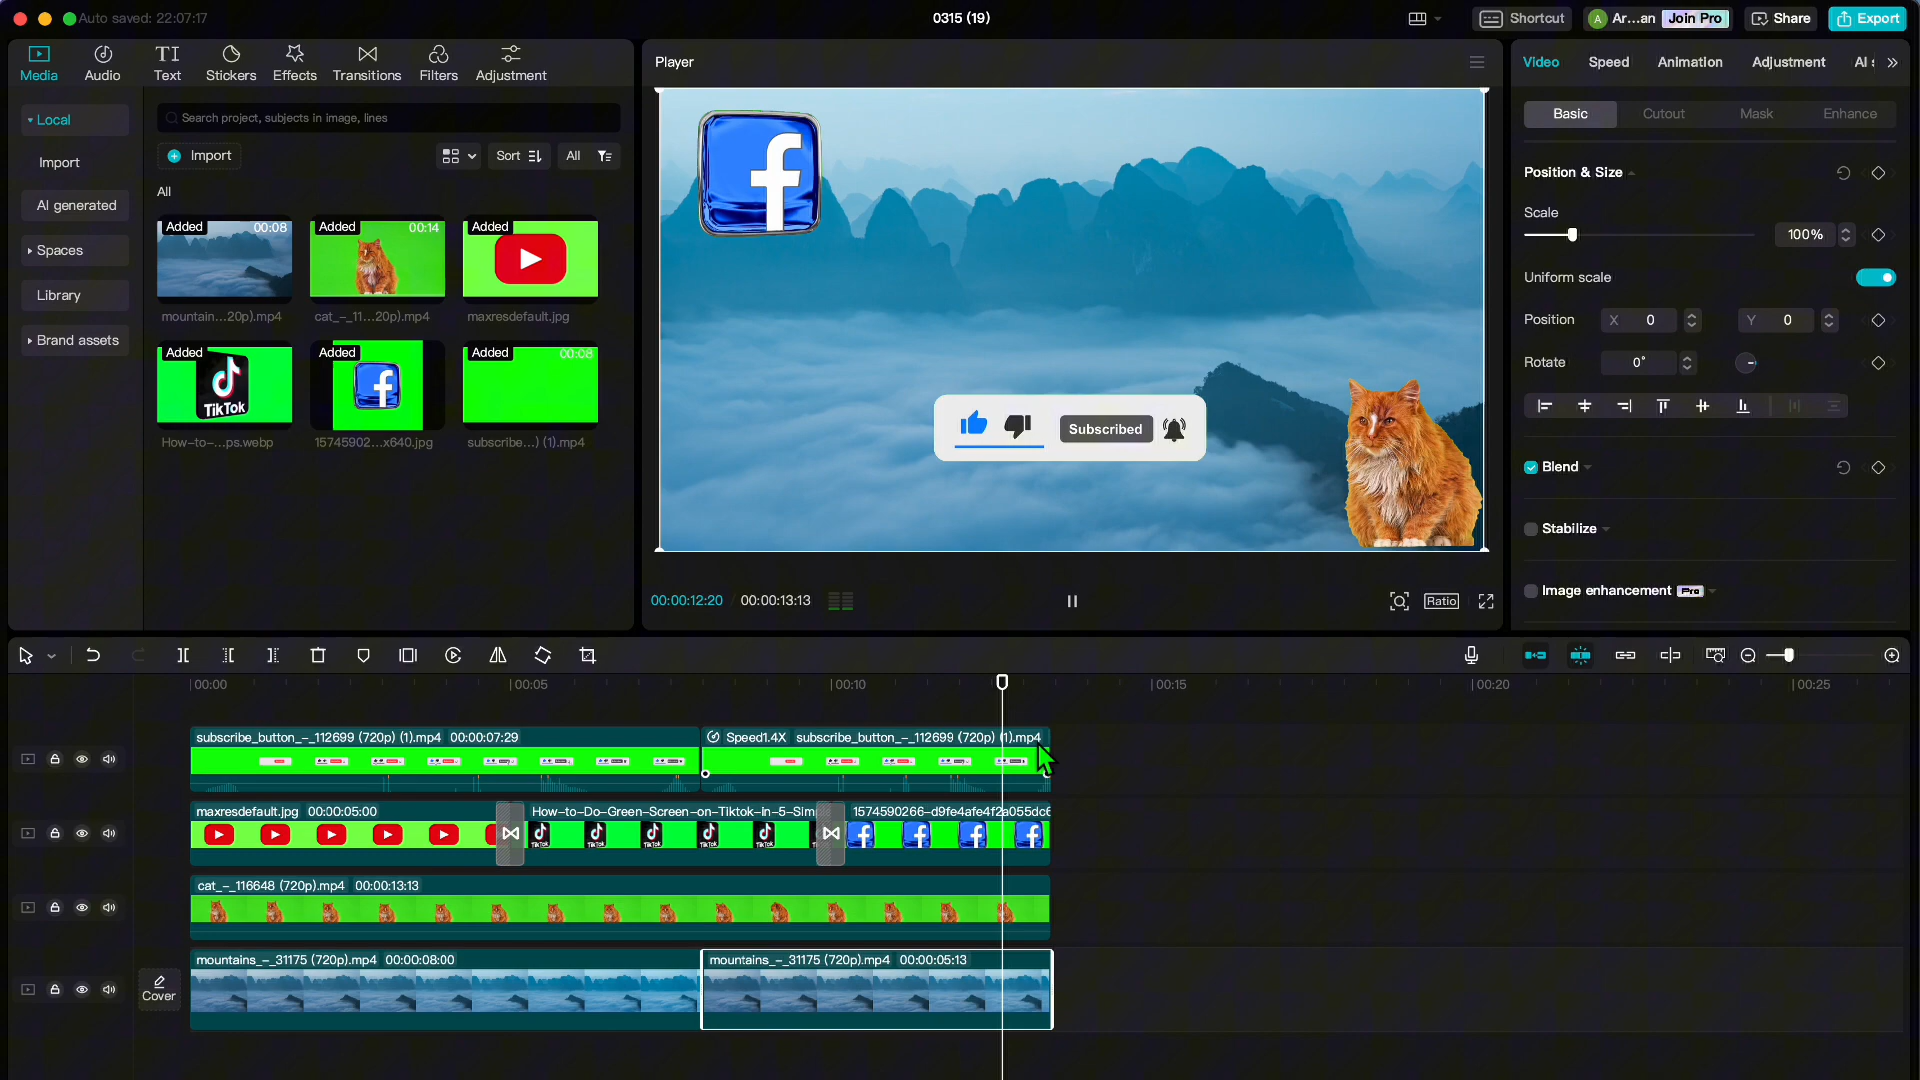 Auto saved: 22:07:17
0315 (19)
Shortcut
A
Ar...an
Join Pro
Share
Export
Media
Audio
TI
Text
Stickers
Effects
Transitions
Filters
Adjustment
Local
Import
AI generated
Spaces
Library
Brand assets
Search project, subjects in image, lines
Import
Sort
All
All
Added
00:08
mountain...20p).mp4
Added
00:14
cat_-_11...20p).mp4
Added
maxresdefault.jpg
Added
TikTok
How-to-...ps.webp
Added
15745902...x640.jpg
Added
00:08
subscribe...) (1).mp4
Player
Subscribed
00:00:12:20
00:00:13:13
Ratio
Video
Speed
Animation
Adjustment
Basic
Cutout
Mask
Enhance
Position & Size
Scale
100%
Uniform scale
Position
X 0
Y 0
Rotate
0°
Blend
Stabilize
Image enhancement
Pro
00:00
00:05
00:10
00:15
00:20
00:25
subscribe_button_-_112699 (720p) (1).mp4 00:00:07:29
Speed1.4X subscribe_button_-_112699 (720p) (1).mp4
maxresdefault.jpg 00:00:05:00
How-to-Do-Green-Screen-on-Tiktok-in-5-Sim
1574590266-d9fe4afe4f2a055dc6
cat_-_116648 (720p).mp4 00:00:13:13
Cover
mountains_-_31175 (720p).mp4 00:00:08:00
mountains_-_31175 (720p).mp4 00:00:05:13